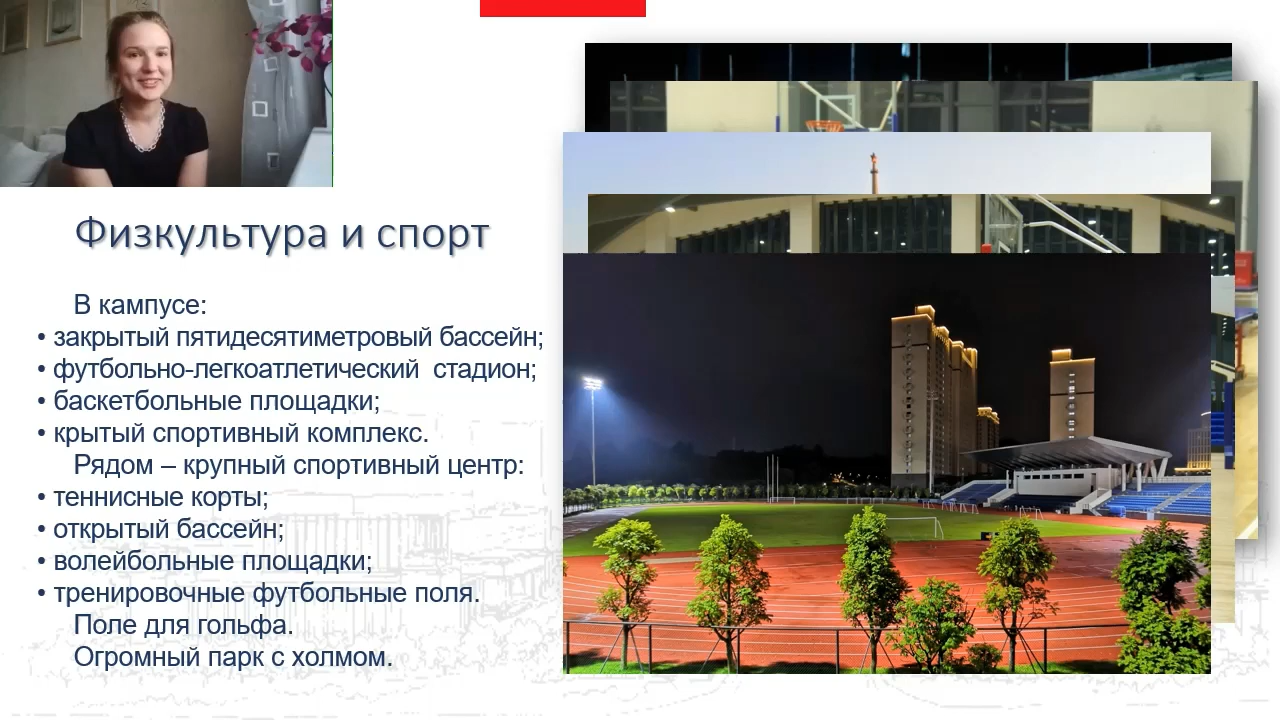 Физкультура и спорт
В кампусе:
• закрытый пятидесятиметровый бассейн;
• футбольно-легкоатлетический стадион;
• баскетбольные площадки;
• крытый спортивный комплекс.
Рядом – крупный спортивный центр:
• теннисные корты;
• открытый бассейн;
• волейбольные площадки;
• тренировочные футбольные поля.
Поле для гольфа.
Огромный парк с холмом.